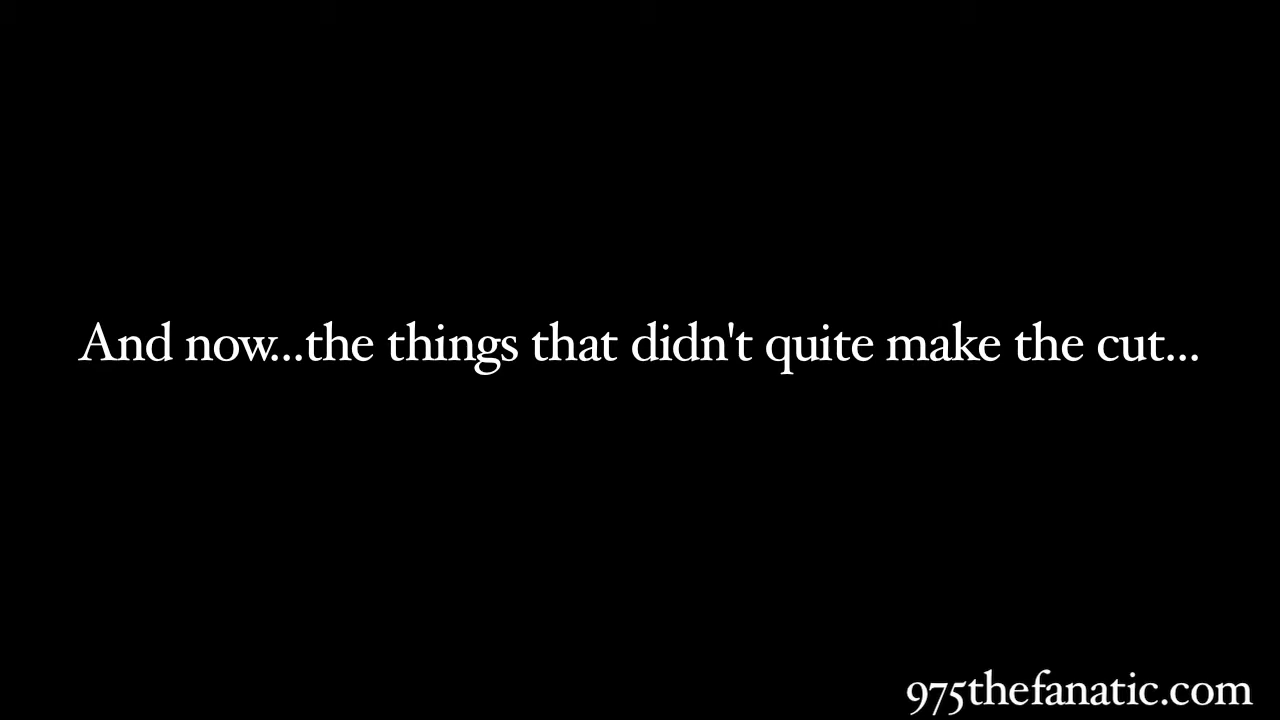 And now...the things that didn't quite make the cut...
975thefanatic.com